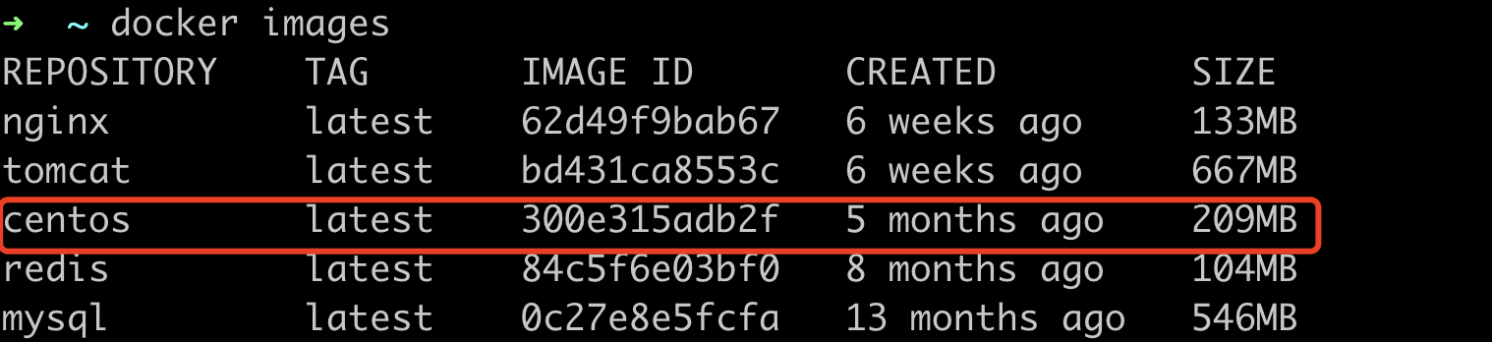 → ~ docker images
REPOSITORY TAG IMAGE ID CREATED SIZE
nginx latest 62d49f9bab67 6 weeks ago 133MB
tomcat latest bd431ca8553c 6 weeks ago 667MB
centos latest 300e315adb2f 5 months ago 209MB
redis latest 84c5f6e03bf0 8 months ago 104MB
mysql latest 0c27e8e5fcfa 13 months ago 546MB